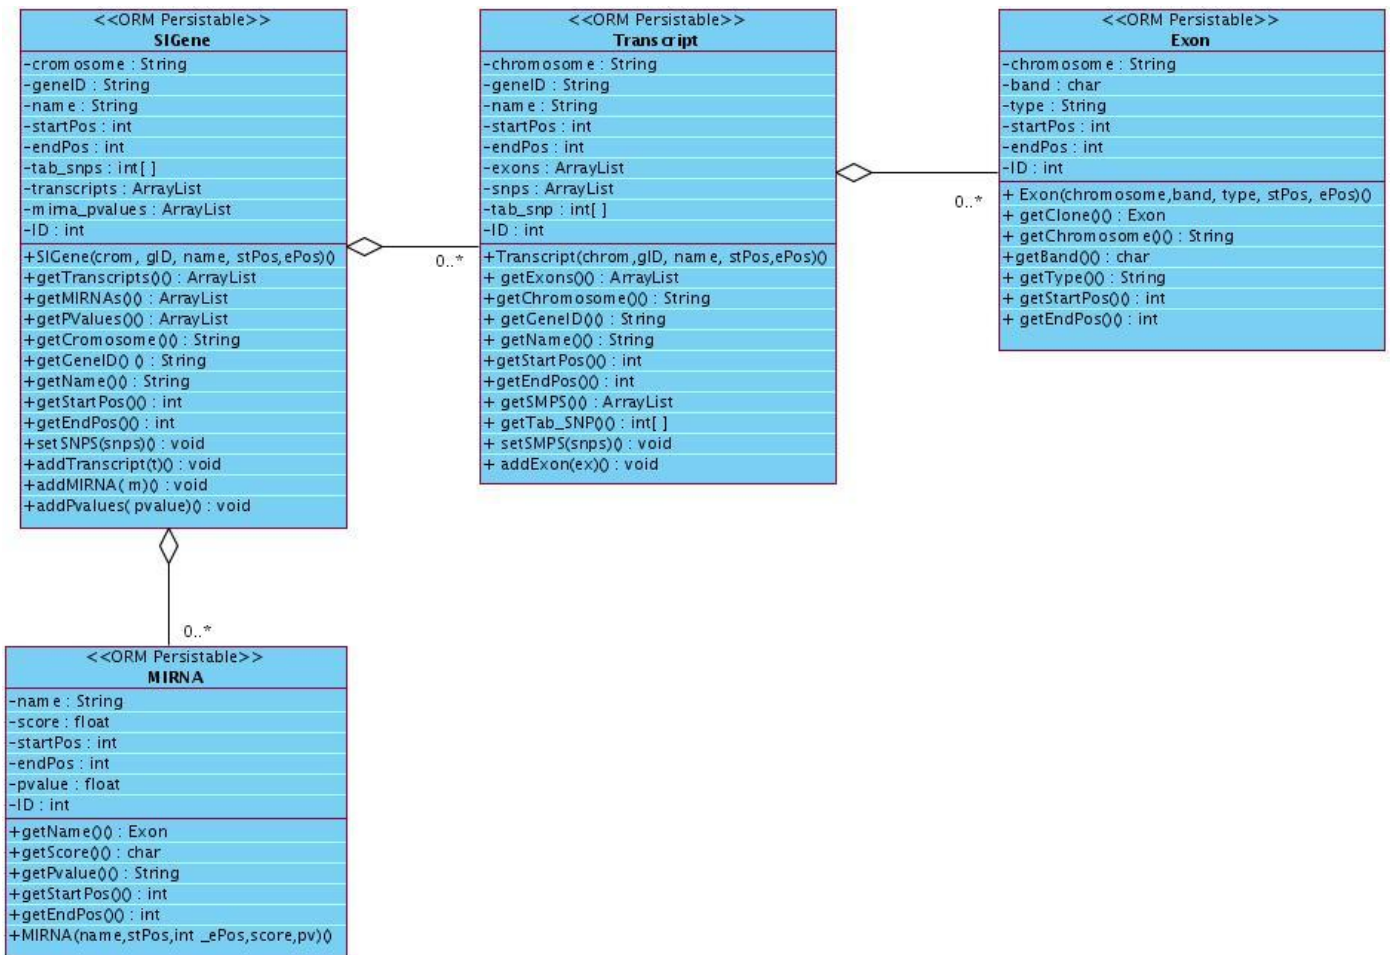 <<ORM Persistable>>
SIGene
-cromosome : String
-geneID : String
-name : String
-startPos : int
-endPos : int
-tab_snps : int[ ]
-transcripts : ArrayList
-mirna_pvalues : ArrayList
-ID : int
+SIGene(crom, gID, name, stPos,ePos)()
+getTranscripts()() : ArrayList
+getMIRNAs()() : ArrayList
+getPValues()() : ArrayList
+getCromosome()() : String
+getGeneID() () : String
+getName()() : String
+getStartPos()() : int
+getEndPos()() : int
+setSNPS(snps)() : void
+addTranscript(t)() : void
+addMIRNA( m)() : void
+addPvalues( pvalue)() : void
0..*
<<ORM Persistable>>
Transcript
-chromosome : String
-geneID : String
-name : String
-startPos : int
-endPos : int
-exons : ArrayList
-snps : ArrayList
-tab_snp : int[ ]
-ID : int
+Transcript(chrom,gID, name, stPos,ePos)()
+ getExons()() : ArrayList
+getChromosome()() : String
+ getGeneID()() : String
+ getName()() : String
+getStartPos()() : int
+getEndPos()() : int
+ getSMPS()() : ArrayList
+ getTab_SNP()() : int[ ]
+ setSMPS(snps)() : void
+ addExon(ex)() : void
0..*
<<ORM Persistable>>
Exon
-chromosome : String
-band : char
-type : String
-startPos : int
-endPos : int
-ID : int
+ Exon(chromosome,band, type, stPos, ePos)()
+ getClone()() : Exon
+ getChromosome()() : String
+getBand()() : char
+ getType()() : String
+ getStartPos()() : int
+ getEndPos()() : int
0..*
<<ORM Persistable>>
MIRNA
-name : String
-score : float
-startPos : int
-endPos : int
-pvalue : float
-ID : int
+getName()() : Exon
+getScore()() : char
+getPvalue()() : String
+getStartPos()() : int
+getEndPos()() : int
+MIRNA(name,stPos,int _ePos,score,pv)()